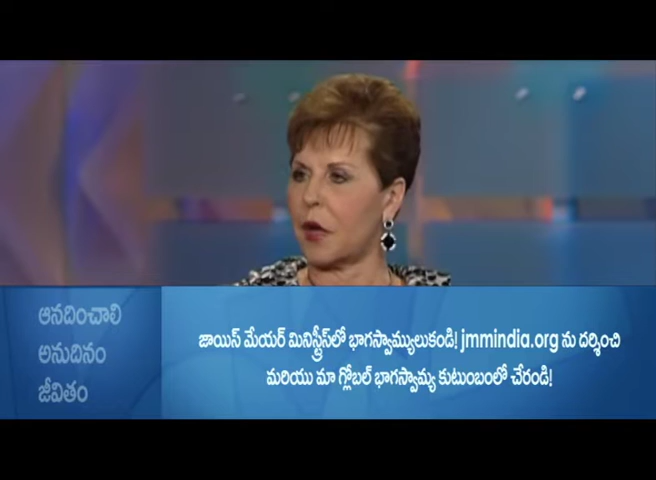 ఆనదించాలి
అనుదినం
జీవితం
జాయిస్ మేయర్ మినిస్ట్రీస్‌లో భాగస్వామ్యులుకండి! jmmindia.org ను దర్శించి
మరియు మా గ్లోబల్ భాగస్వామ్య కుటుంబంలో చేరండి!